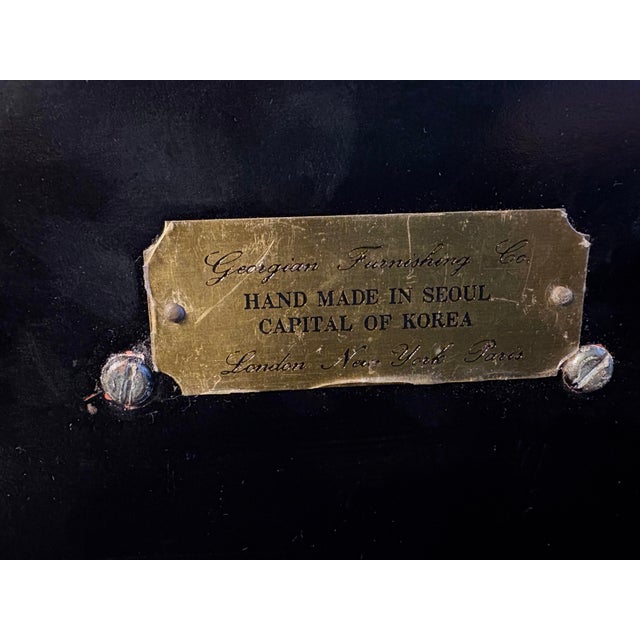 Georgian Furnishing Co.
HAND MADE IN SEOUL
CAPITAL OF KOREA
London New York Paris